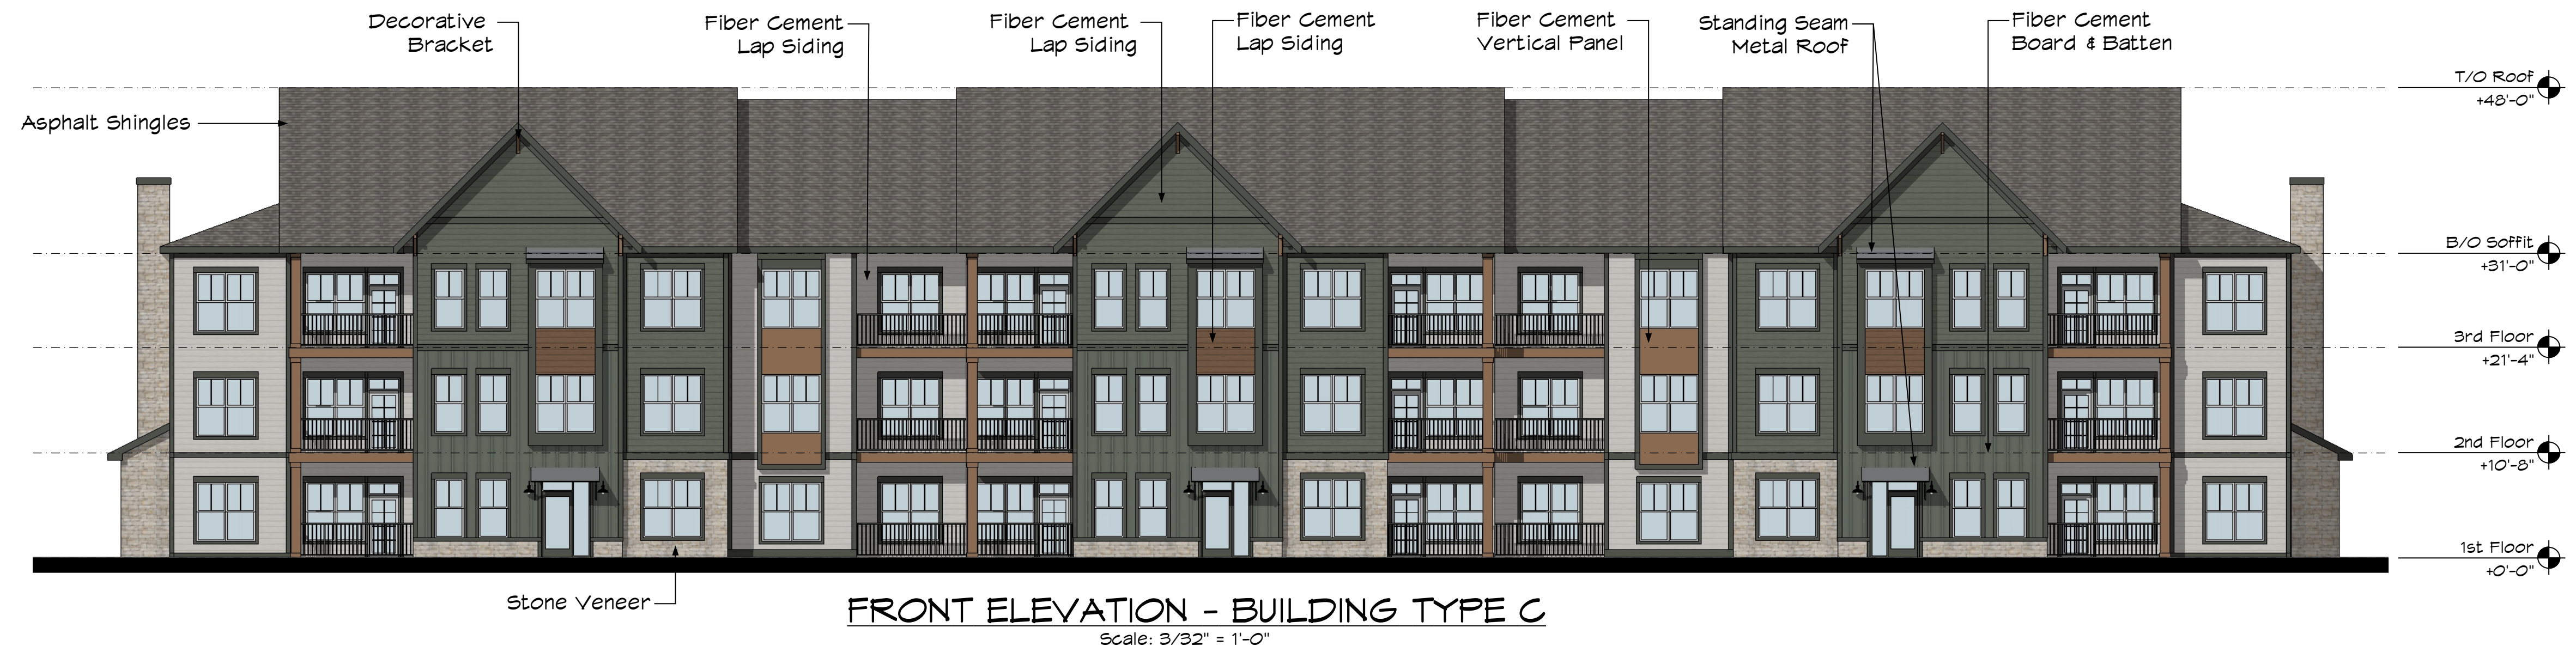 Decorative
Bracket
Fiber Cement
Lap Siding
Fiber Cement
Lap Siding
Fiber Cement
Lap Siding
Fiber Cement
Vertical Panel
Standing Seam
Metal Roof
Fiber Cement
Board & Batten
Asphalt Shingles
T/O Roof
+48'-0"
B/O Soffit
+31'-0"
3rd Floor
+21'-4"
2nd Floor
+10'-8"
1st Floor
+0'-0"
Stone Veneer
FRONT ELEVATION - BUILDING TYPE C
Scale: 3/32" = 1'-0"